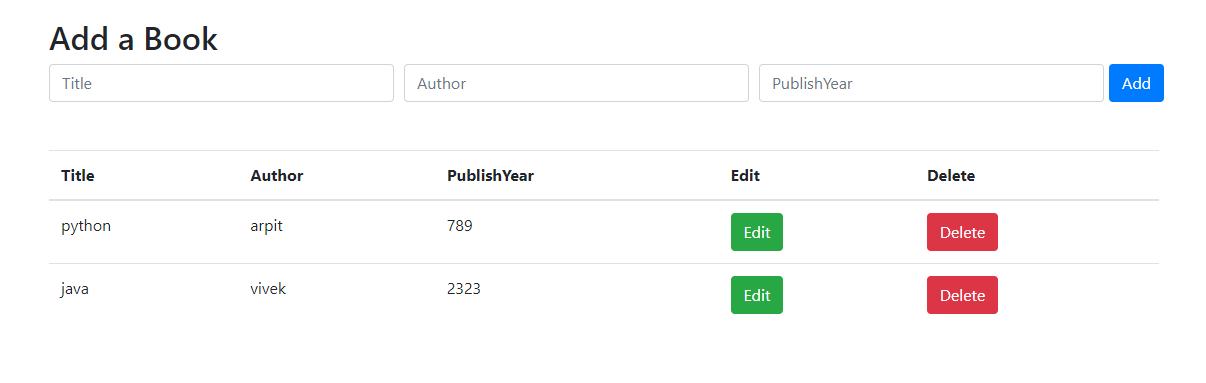 Add a Book
Title Author PublishYear Add
Title Author PublishYear Edit Delete
python arpit 789 Edit Delete
java vivek 2323 Edit Delete